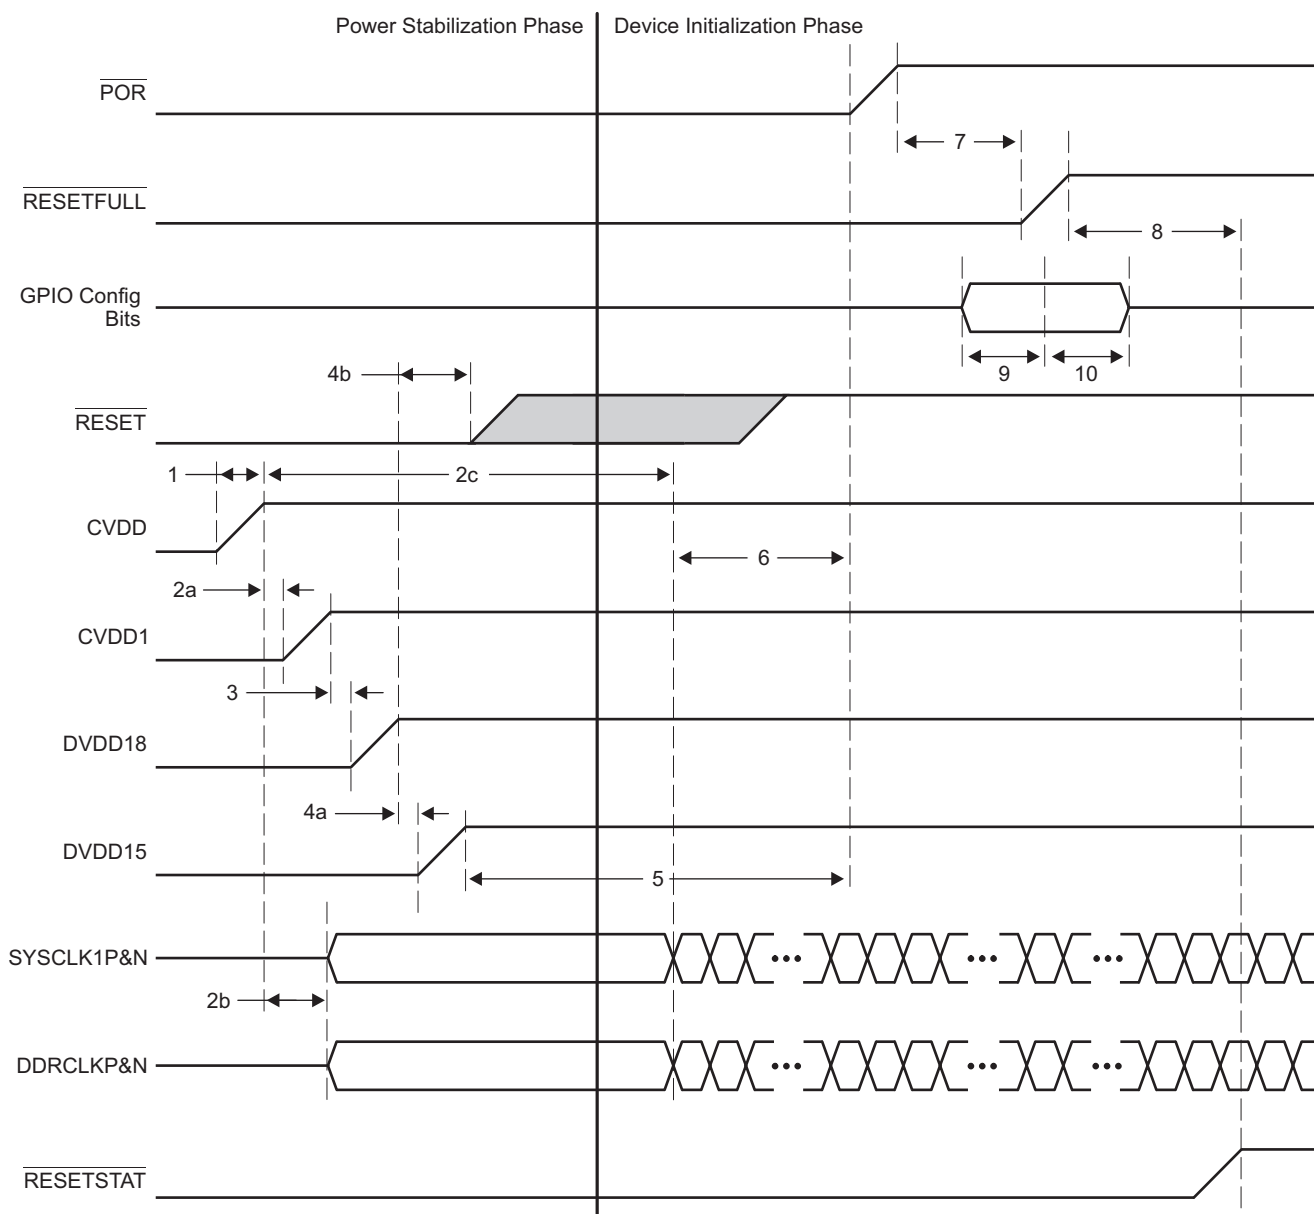 Power Stabilization Phase
Device Initialization Phase
POR
7
RESETFULL
8
GPIO Config
Bits
9
10
4b
RESET
1
2c
CVDD
6
2a
CVDD1
3
DVDD18
4a
DVDD15
5
SYSCLK1P&N
2b
DDRCLKP&N
RESETSTAT